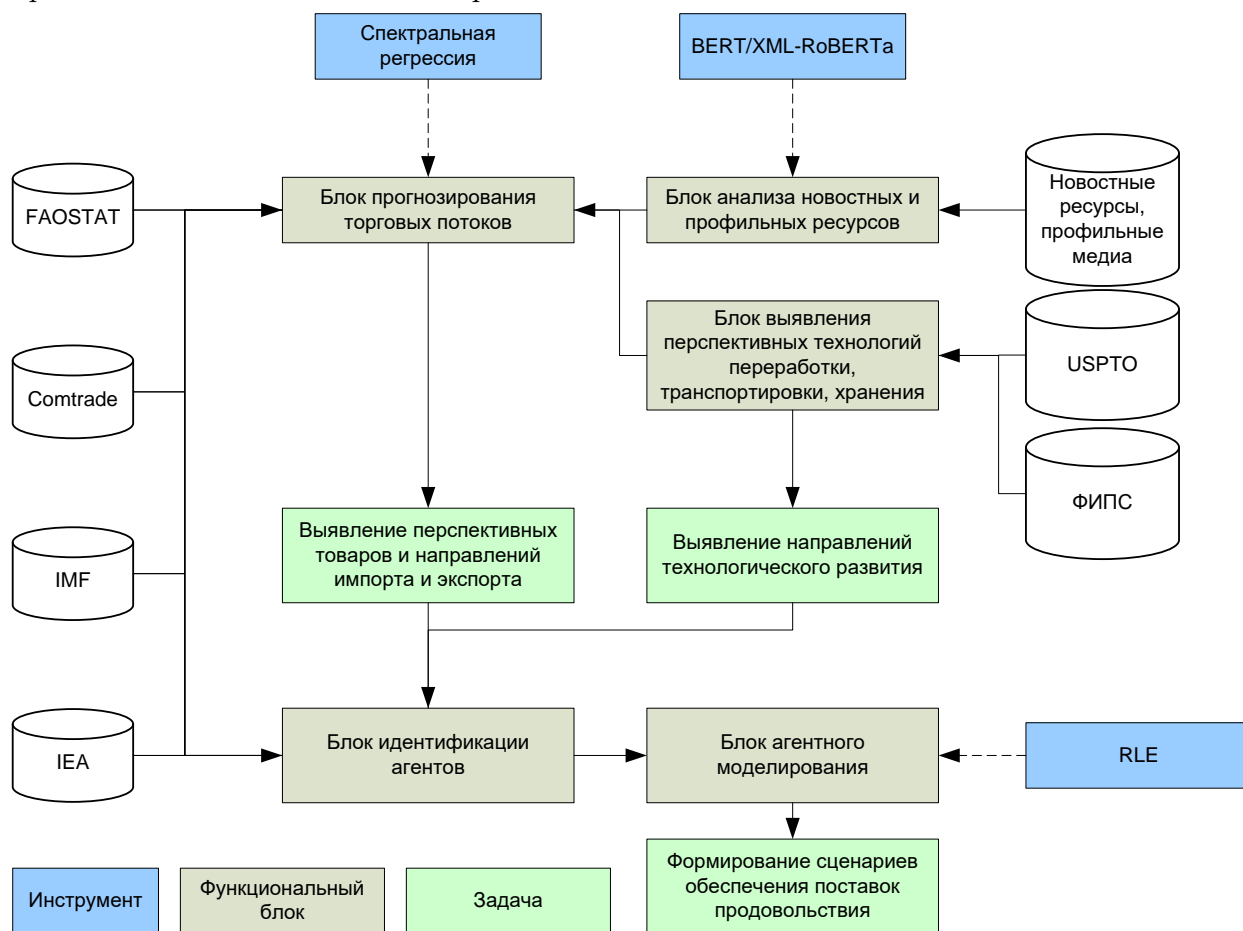 Спектральная
регрессия
BERT/XML-RoBERTa
FAOSTAT
Блок прогнозирования
торговых потоков
Блок анализа новостных и
профильных ресурсов
Новостные
ресурсы,
профильные
медиа
Блок выявления
перспективных технологий
переработки,
транспортировки, хранения
USPTO
Comtrade
ФИПС
Выявление перспективных
товаров и направлений
импорта и экспорта
Выявление направлений
технологического развития
IMF
IEA
Блок идентификации
агентов
Блок агентного
моделирования
RLE
Формирование сценариев
обеспечения поставок
продовольствия
Инструмент
Функциональный
блок
Задача